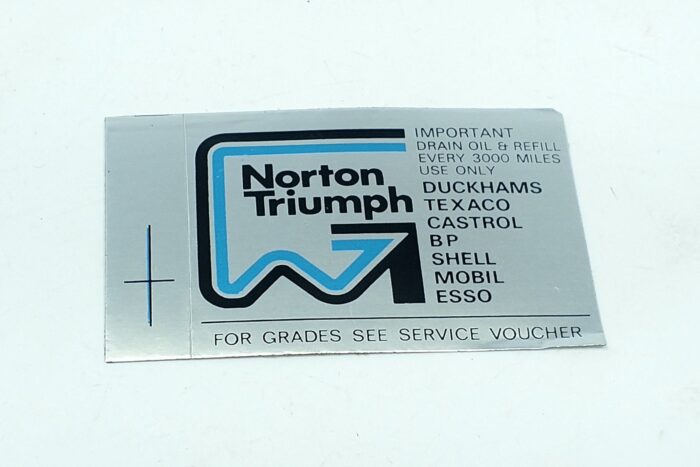 Norton
Triumph
IMPORTANT
DRAIN OIL & REFILL
EVERY 3000 MILES
USE ONLY
DUCKHAMS
TEXACO
CASTROL
BP
SHELL
MOBIL
ESSO
FOR GRADES SEE SERVICE VOUCHER